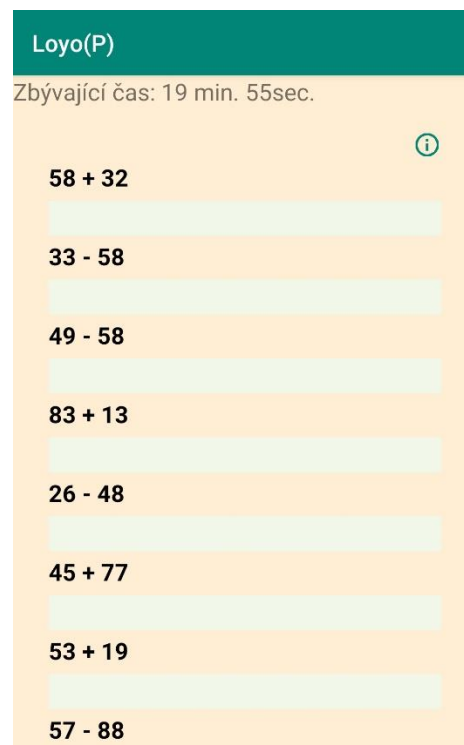 Loyo(P)
Zbývající čas: 19 min. 55sec.
58 + 32
33 - 58
49 - 58
83 + 13
26 - 48
45 + 77
53 + 19
57 - 88